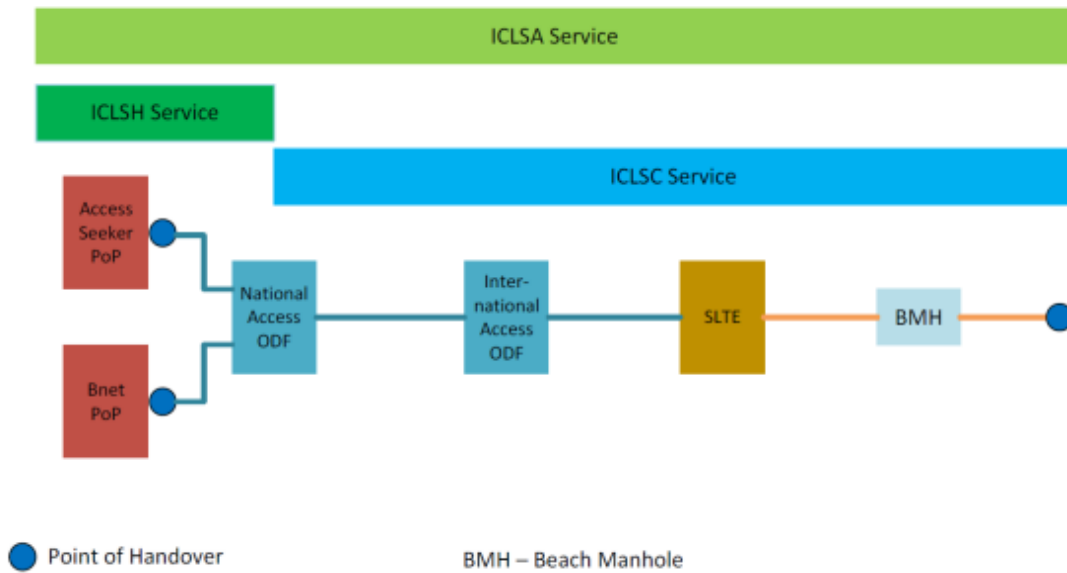 ICLSA Service
ICLSH Service
ICLSC Service
Access
Seeker
PoP
National
Access
ODF
Inter-
national
Access
ODF
SLTE
BMH
Bnet
PoP
Point of Handover
BMH – Beach Manhole